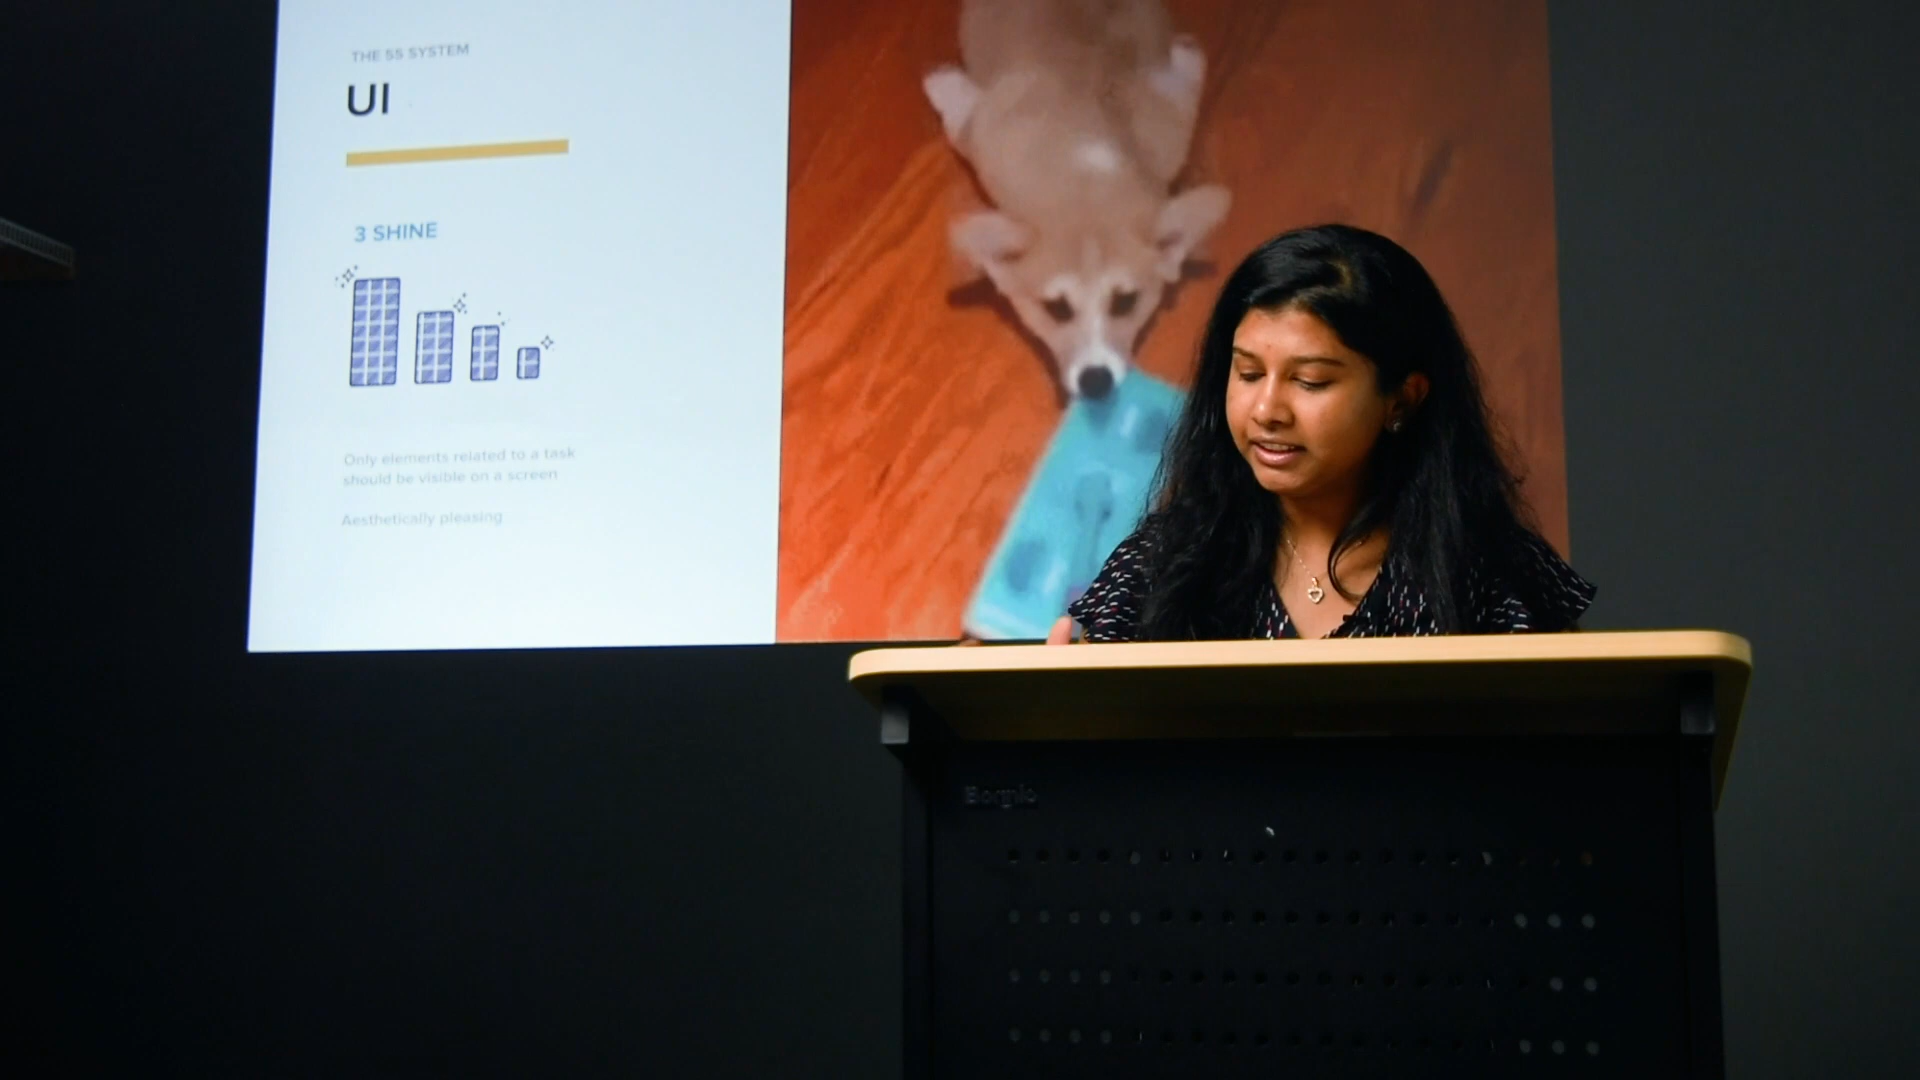 THE 5S SYSTEM
UI
3 SHINE
Only elements related to a task
should be visible on a screen
Aesthetically pleasing